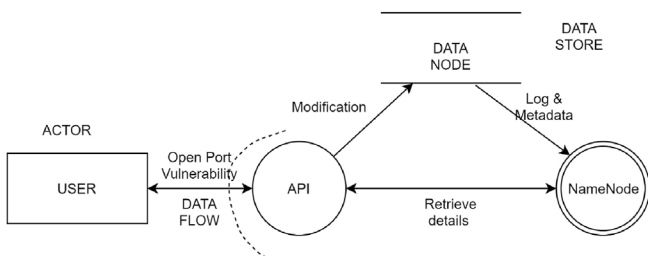 DATA
NODE
DATA
STORE
Modification
Log &
Metadata
ACTOR
Open Port
Vulnerability
USER
API
NameNode
DATA
FLOW
Retrieve
details